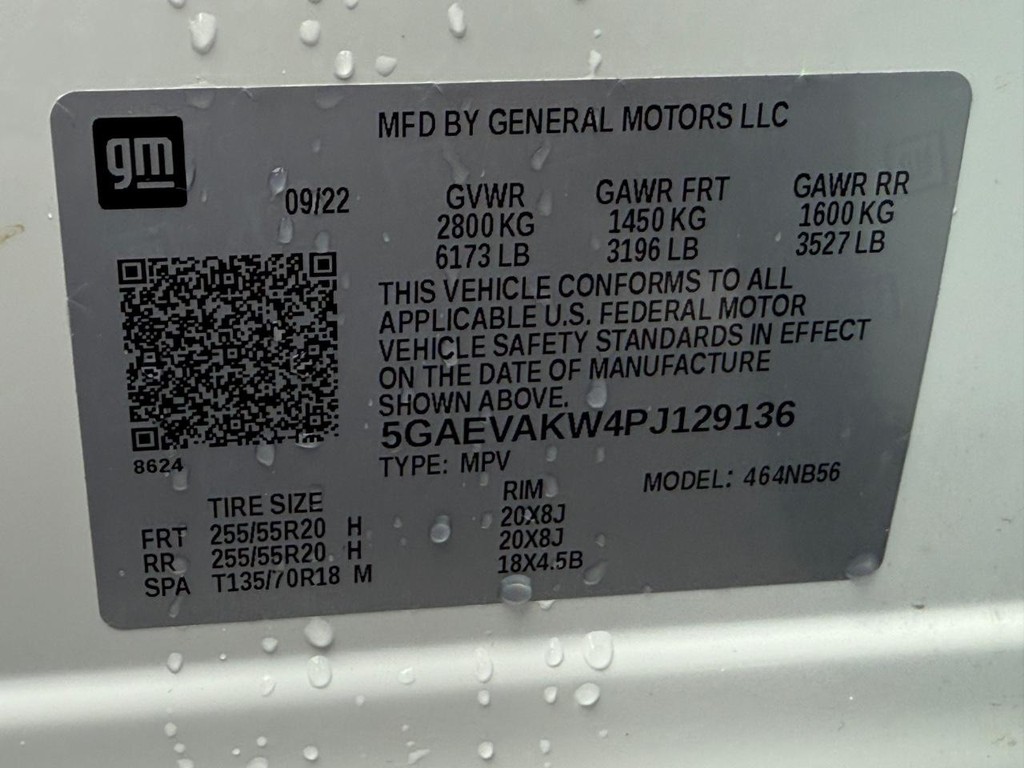 gm
MFD BY GENERAL MOTORS LLC
09/22
GVWR GAWR FRT GAWR RR
2800 KG 1450 KG 1600 KG
6173 LB 3196 LB 3527 LB
THIS VEHICLE CONFORMS TO ALL
APPLICABLE U.S. FEDERAL MOTOR
VEHICLE SAFETY STANDARDS IN EFFECT
ON THE DATE OF MANUFACTURE
SHOWN ABOVE.
5GAEVAKW4PJ129136
8624
TYPE: MPV MODEL: 464NB56
TIRE SIZE RIM
FRT 255/55R20 H 20X8J
RR 255/55R20 H 20X8J
SPA T135/70R18 M 18X4.5B